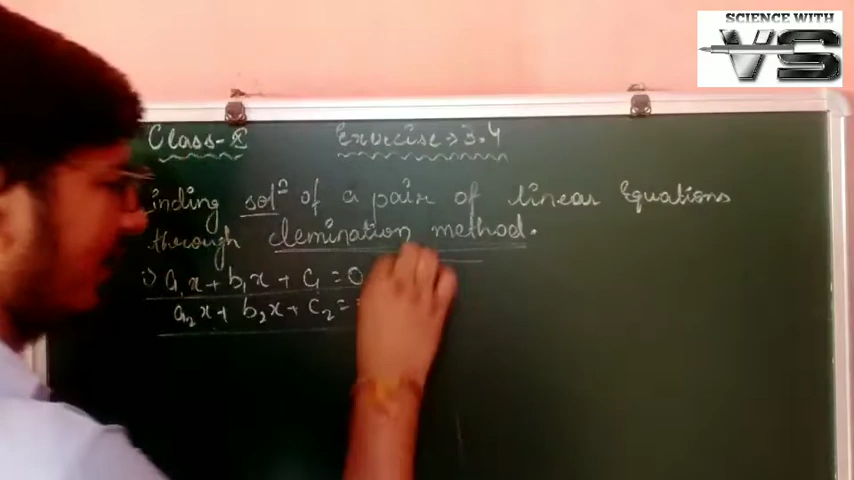 SCIENCE WITH
VS
Class-X Exercise → 3.4
inding solⁿ of a pair of linear Equations
through elemination method.
i) a₁x + b₁x + c₁ = 0
a₂x + b₂x + c₂ =